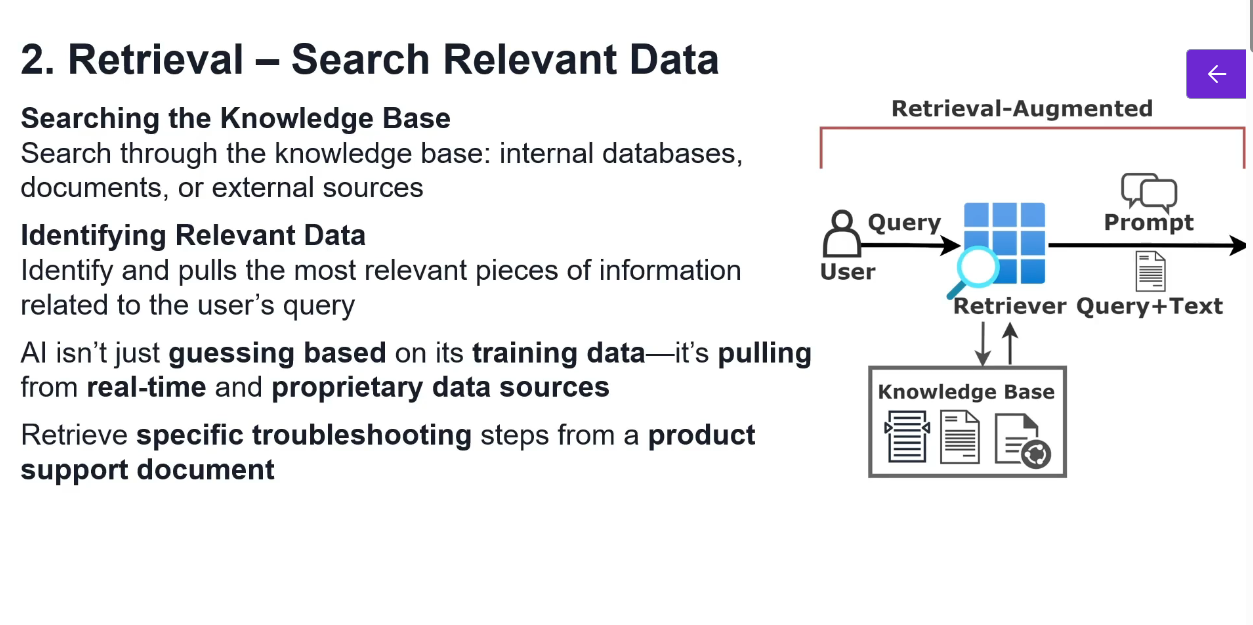 2. Retrieval – Search Relevant Data
Searching the Knowledge Base
Search through the knowledge base: internal databases,
documents, or external sources
Identifying Relevant Data
Identify and pulls the most relevant pieces of information
related to the user’s query
AI isn’t just guessing based on its training data—it’s pulling
from real-time and proprietary data sources
Retrieve specific troubleshooting steps from a product
support document
Retrieval-Augmented
Query
Prompt
User
Retriever
Query+Text
Knowledge Base